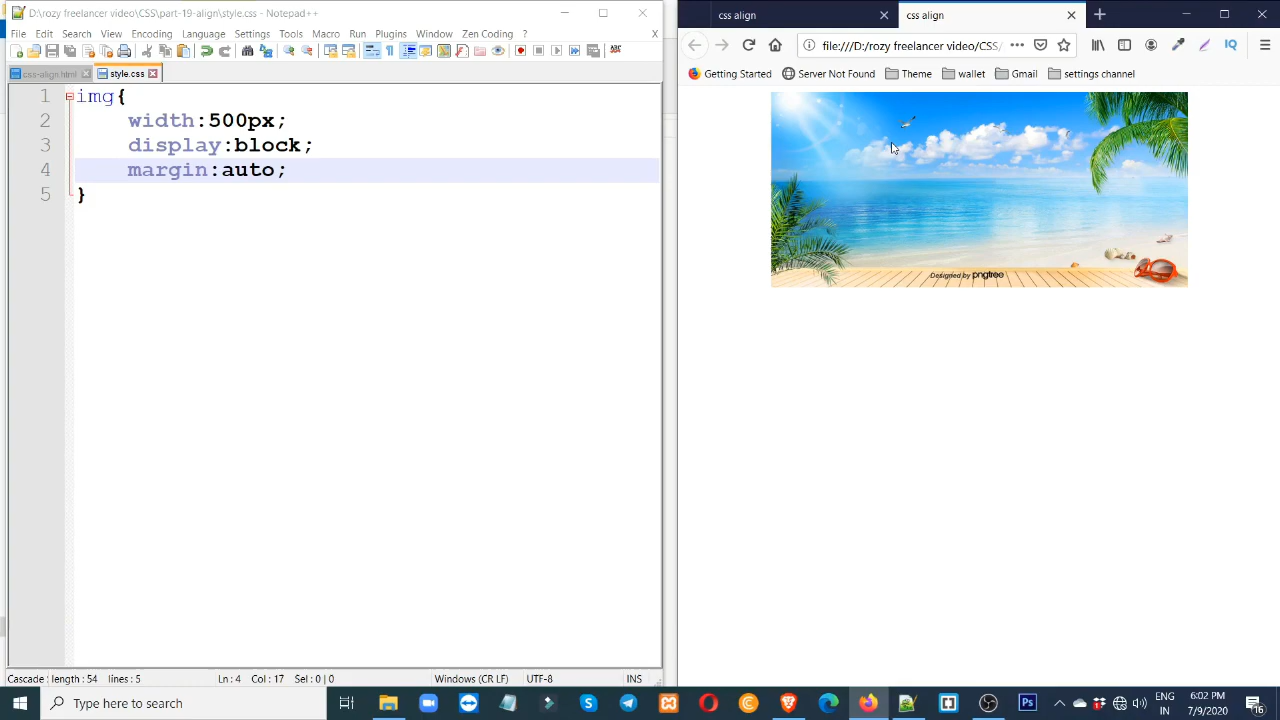 D:\rozy freelancer video\CSS\part-19-align\style.css - Notepad++
File Edit Search View Encoding Language Settings Tools Macro Run Plugins Window Zen Coding ? X
css-align.html style.css
1 img{
2 width:500px;
3 display:block;
4 margin:auto;
5 }
Cascade length : 54 lines : 5 Ln : 4 Col : 17 Sel : 0 | 0 Windows (CR LF) UTF-8 INS
css align css align
file:///D:/rozy freelancer video/CSS/ IQ
Getting Started Server Not Found Theme wallet Gmail settings channel
Designed by pngtree
Type here to search
ENG
IN
6:02 PM
7/9/2020
16